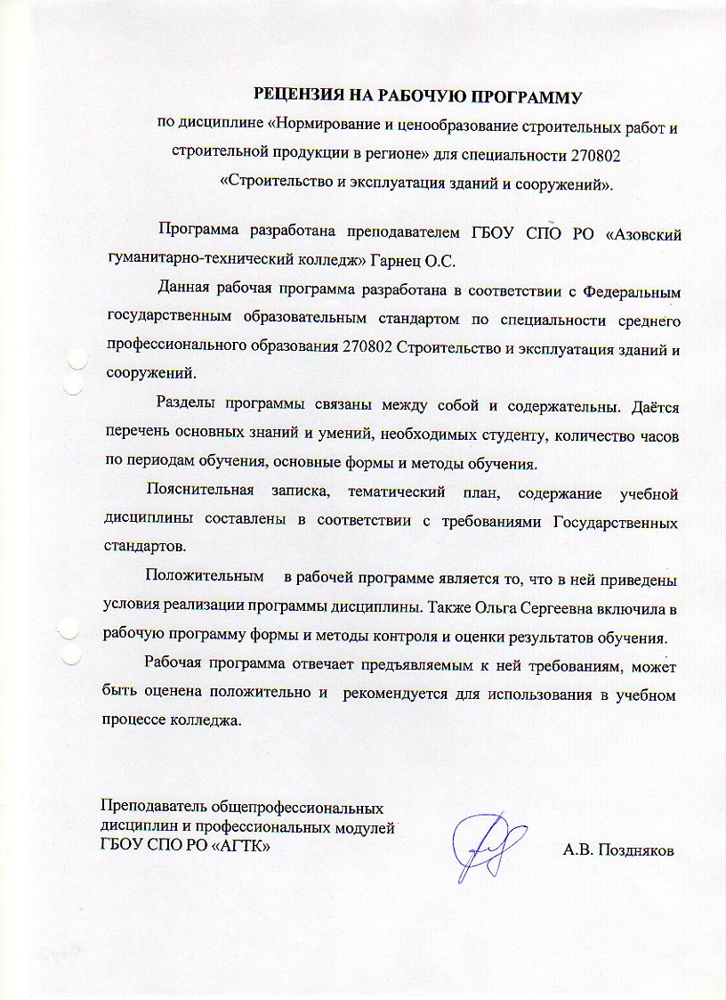 РЕЦЕНЗИЯ НА РАБОЧУЮ ПРОГРАММУ
по дисциплине «Нормирование и ценообразование строительных работ и
строительной продукции в регионе» для специальности 270802
«Строительство и эксплуатация зданий и сооружений».
Программа разработана преподавателем ГБОУ СПО РО «Азовский
гуманитарно-технический колледж» Гарнец О.С.
Данная рабочая программа разработана в соответствии с Федеральным
государственным образовательным стандартом по специальности среднего
профессионального образования 270802 Строительство и эксплуатация зданий и
сооружений.
Разделы программы связаны между собой и содержательны. Даётся
перечень основных знаний и умений, необходимых студенту, количество часов
по периодам обучения, основные формы и методы обучения.
Пояснительная записка, тематический план, содержание учебной
дисциплины составлены в соответствии с требованиями Государственных
стандартов.
Положительным в рабочей программе является то, что в ней приведены
условия реализации программы дисциплины. Также Ольга Сергеевна включила в
рабочую программу формы и методы контроля и оценки результатов обучения.
Рабочая программа отвечает предъявляемым к ней требованиям, может
быть оценена положительно и рекомендуется для использования в учебном
процессе колледжа.
Преподаватель общепрофессиональных
дисциплин и профессиональных модулей
ГБОУ СПО РО «АГТК» А.В. Поздняков